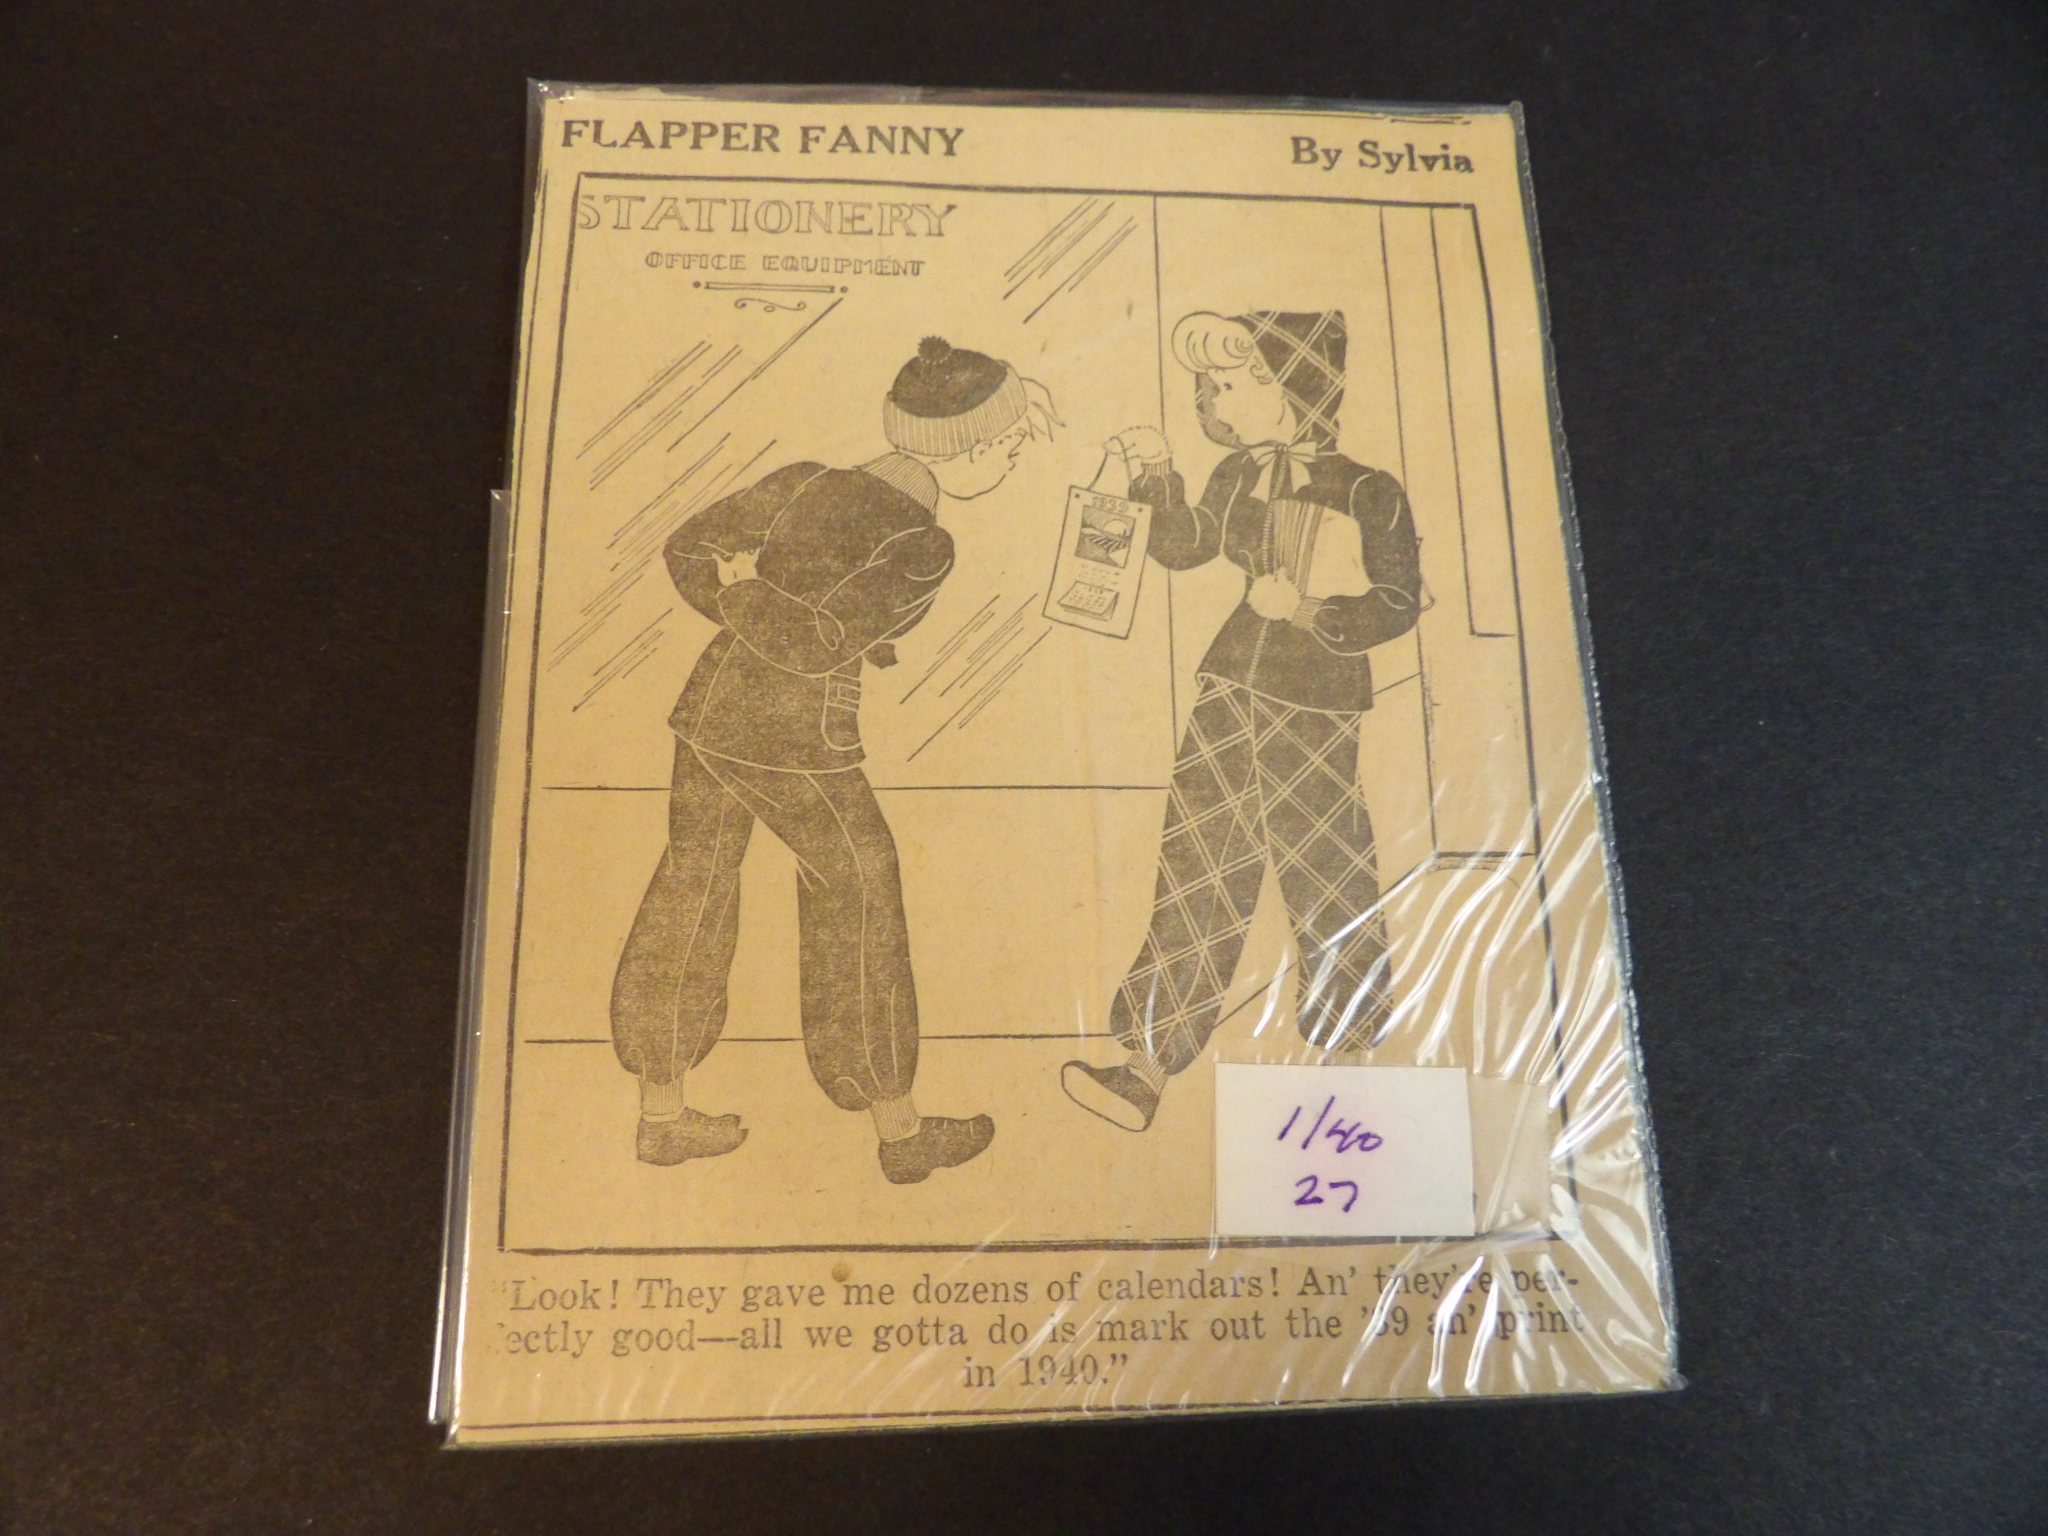 FLAPPER FANNY By Sylvia
STATIONERY
OFFICE EQUIPMENT
1939
1/40
27
"Look! They gave me dozens of calendars! An' they're per-
fectly good—all we gotta do is mark out the '39 an' print
in 1940."